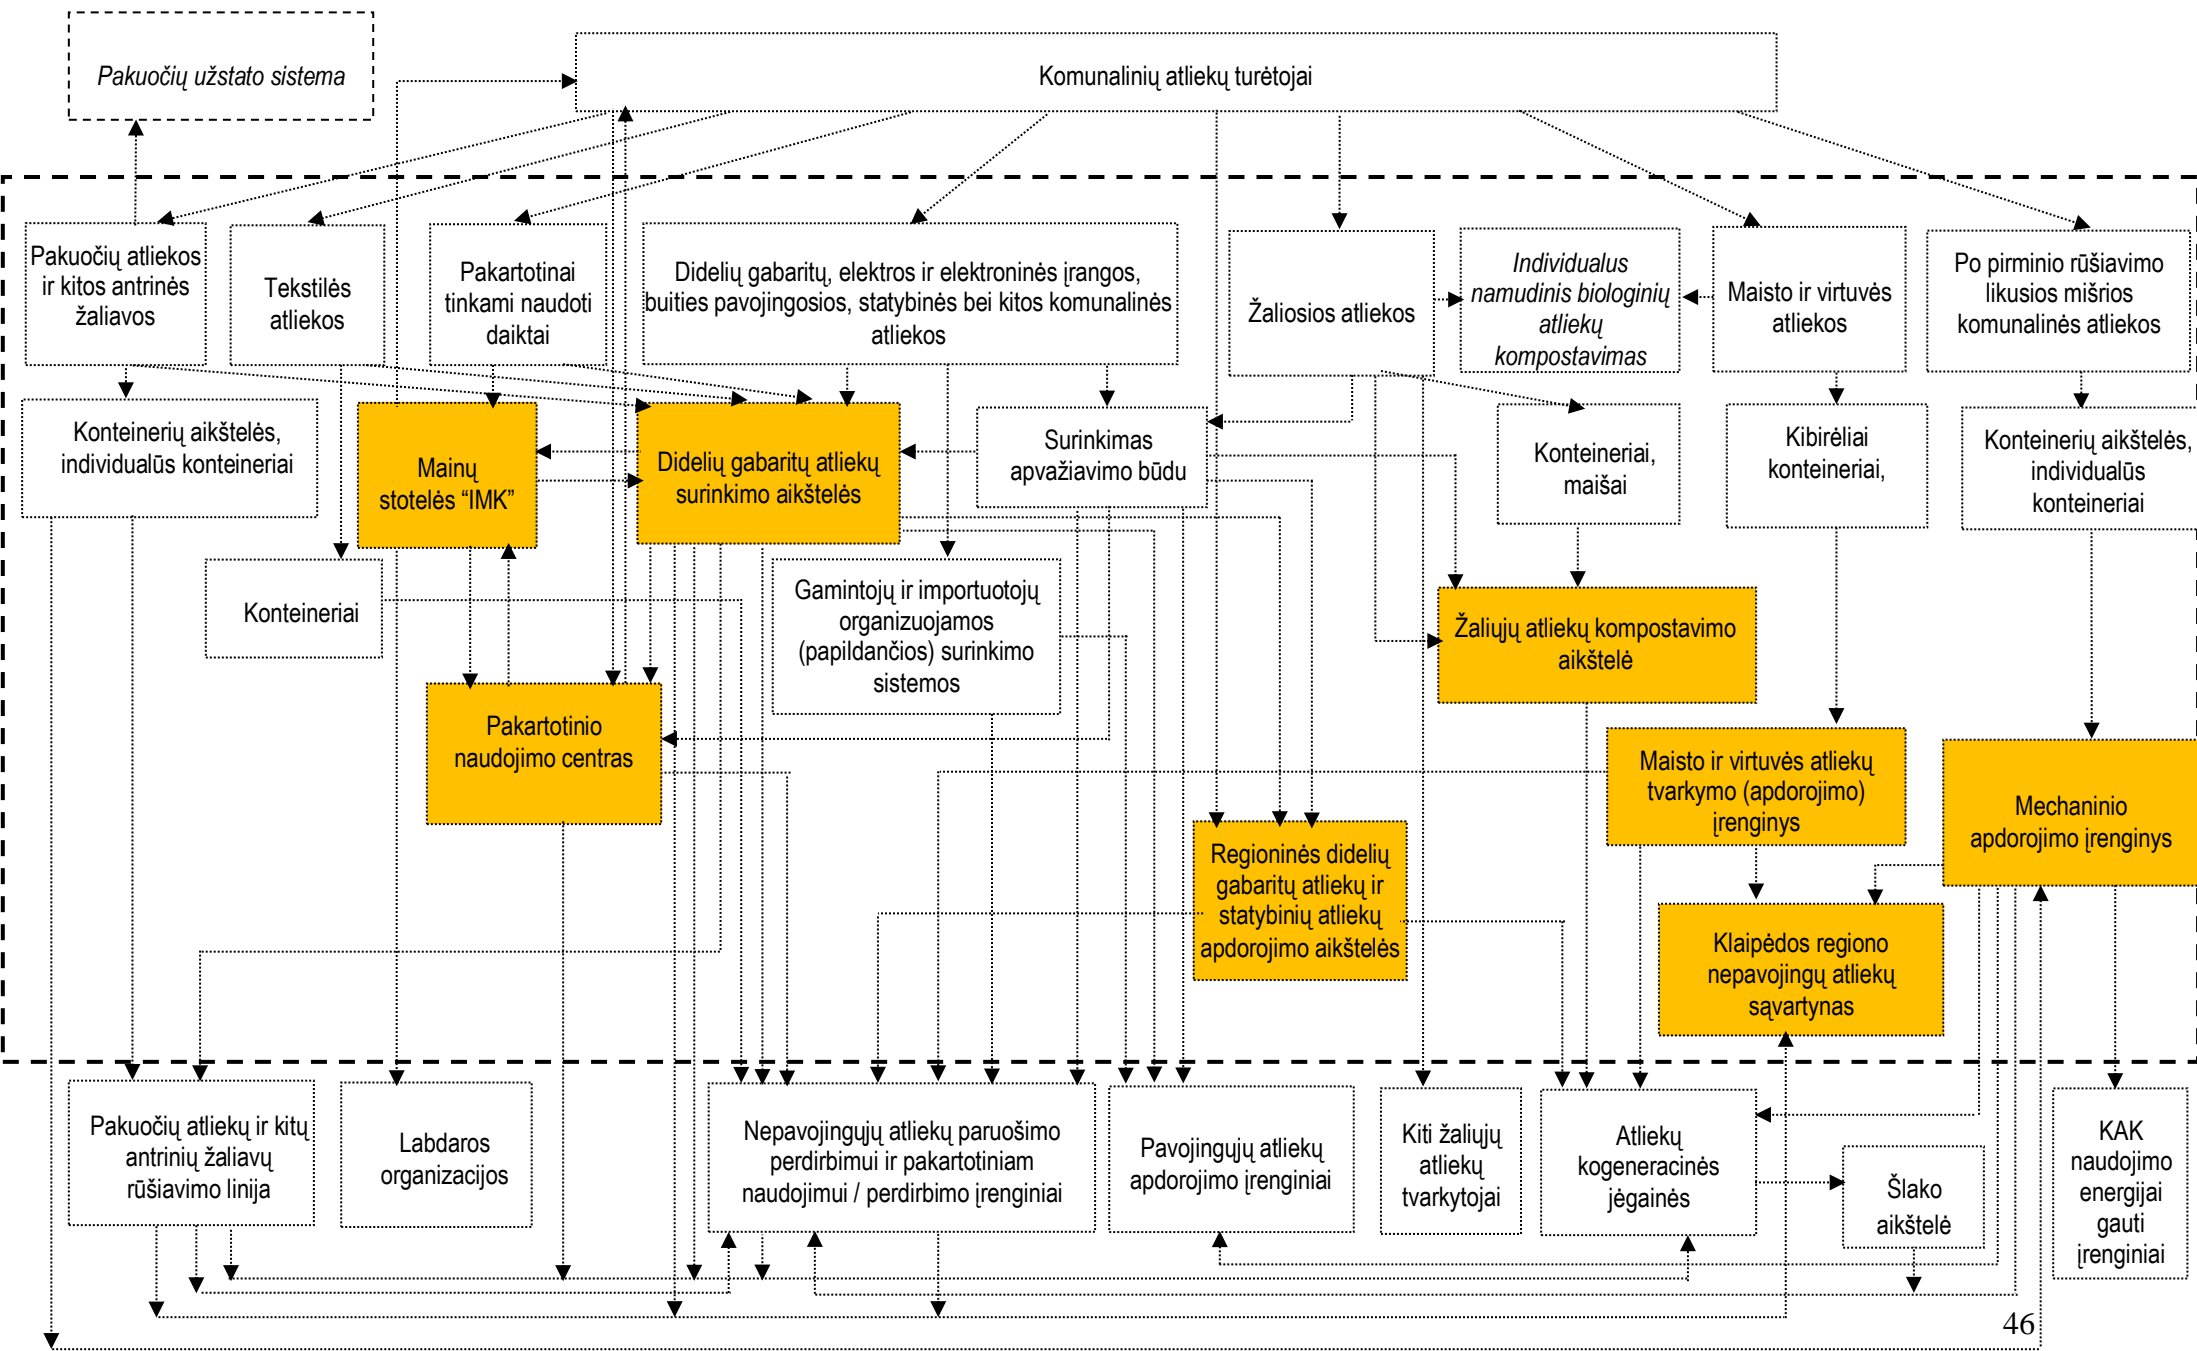 Pakuočių užstato sistema
Komunalinių atliekų turėtojai
Pakuočių atliekos
ir kitos antrinės
žaliavos
Tekstilės
atliekos
Pakartotinai
tinkami naudoti
daiktai
Didelių gabaritų, elektros ir elektroninės įrangos,
buities pavojingosios, statybinės bei kitos komunalinės
atliekos
Žaliosios atliekos
Individualus
namudinis biologinių
atliekų
kompostavimas
Maisto ir virtuvės
atliekos
Po pirminio rūšiavimo
likusios mišrios
komunalinės atliekos
Konteinerių aikštelės,
individualūs konteineriai
Mainų
stotelės “IMK”
Didelių gabaritų atliekų
surinkimo aikštelės
Surinkimas
apvažiavimo būdu
Konteineriai,
maišai
Kibirėliai
konteineriai,
Konteinerių aikštelės,
individualūs
konteineriai
Konteineriai
Gamintojų ir importuotojų
organizuojamos
(papildančios) surinkimo
sistemos
Žaliųjų atliekų kompostavimo
aikštelė
Pakartotinio
naudojimo centras
Maisto ir virtuvės atliekų
tvarkymo (apdorojimo)
įrenginys
Mechaninio
apdorojimo įrenginys
Regioninės didelių
gabaritų atliekų ir
statybinių atliekų
apdorojimo aikštelės
Klaipėdos regiono
nepavojingų atliekų
sąvartynas
Pakuočių atliekų ir kitų
antrinių žaliavų
rūšiavimo linija
Labdaros
organizacijos
Nepavojingųjų atliekų paruošimo
perdirbimui ir pakartotiniam
naudojimui / perdirbimo įrenginiai
Pavojingųjų atliekų
apdorojimo įrenginiai
Kiti žaliųjų
atliekų
tvarkytojai
Atliekų
kogeneracinės
jėgainės
Šlako
aikštelė
KAK
naudojimo
energijai
gauti
įrenginiai
46